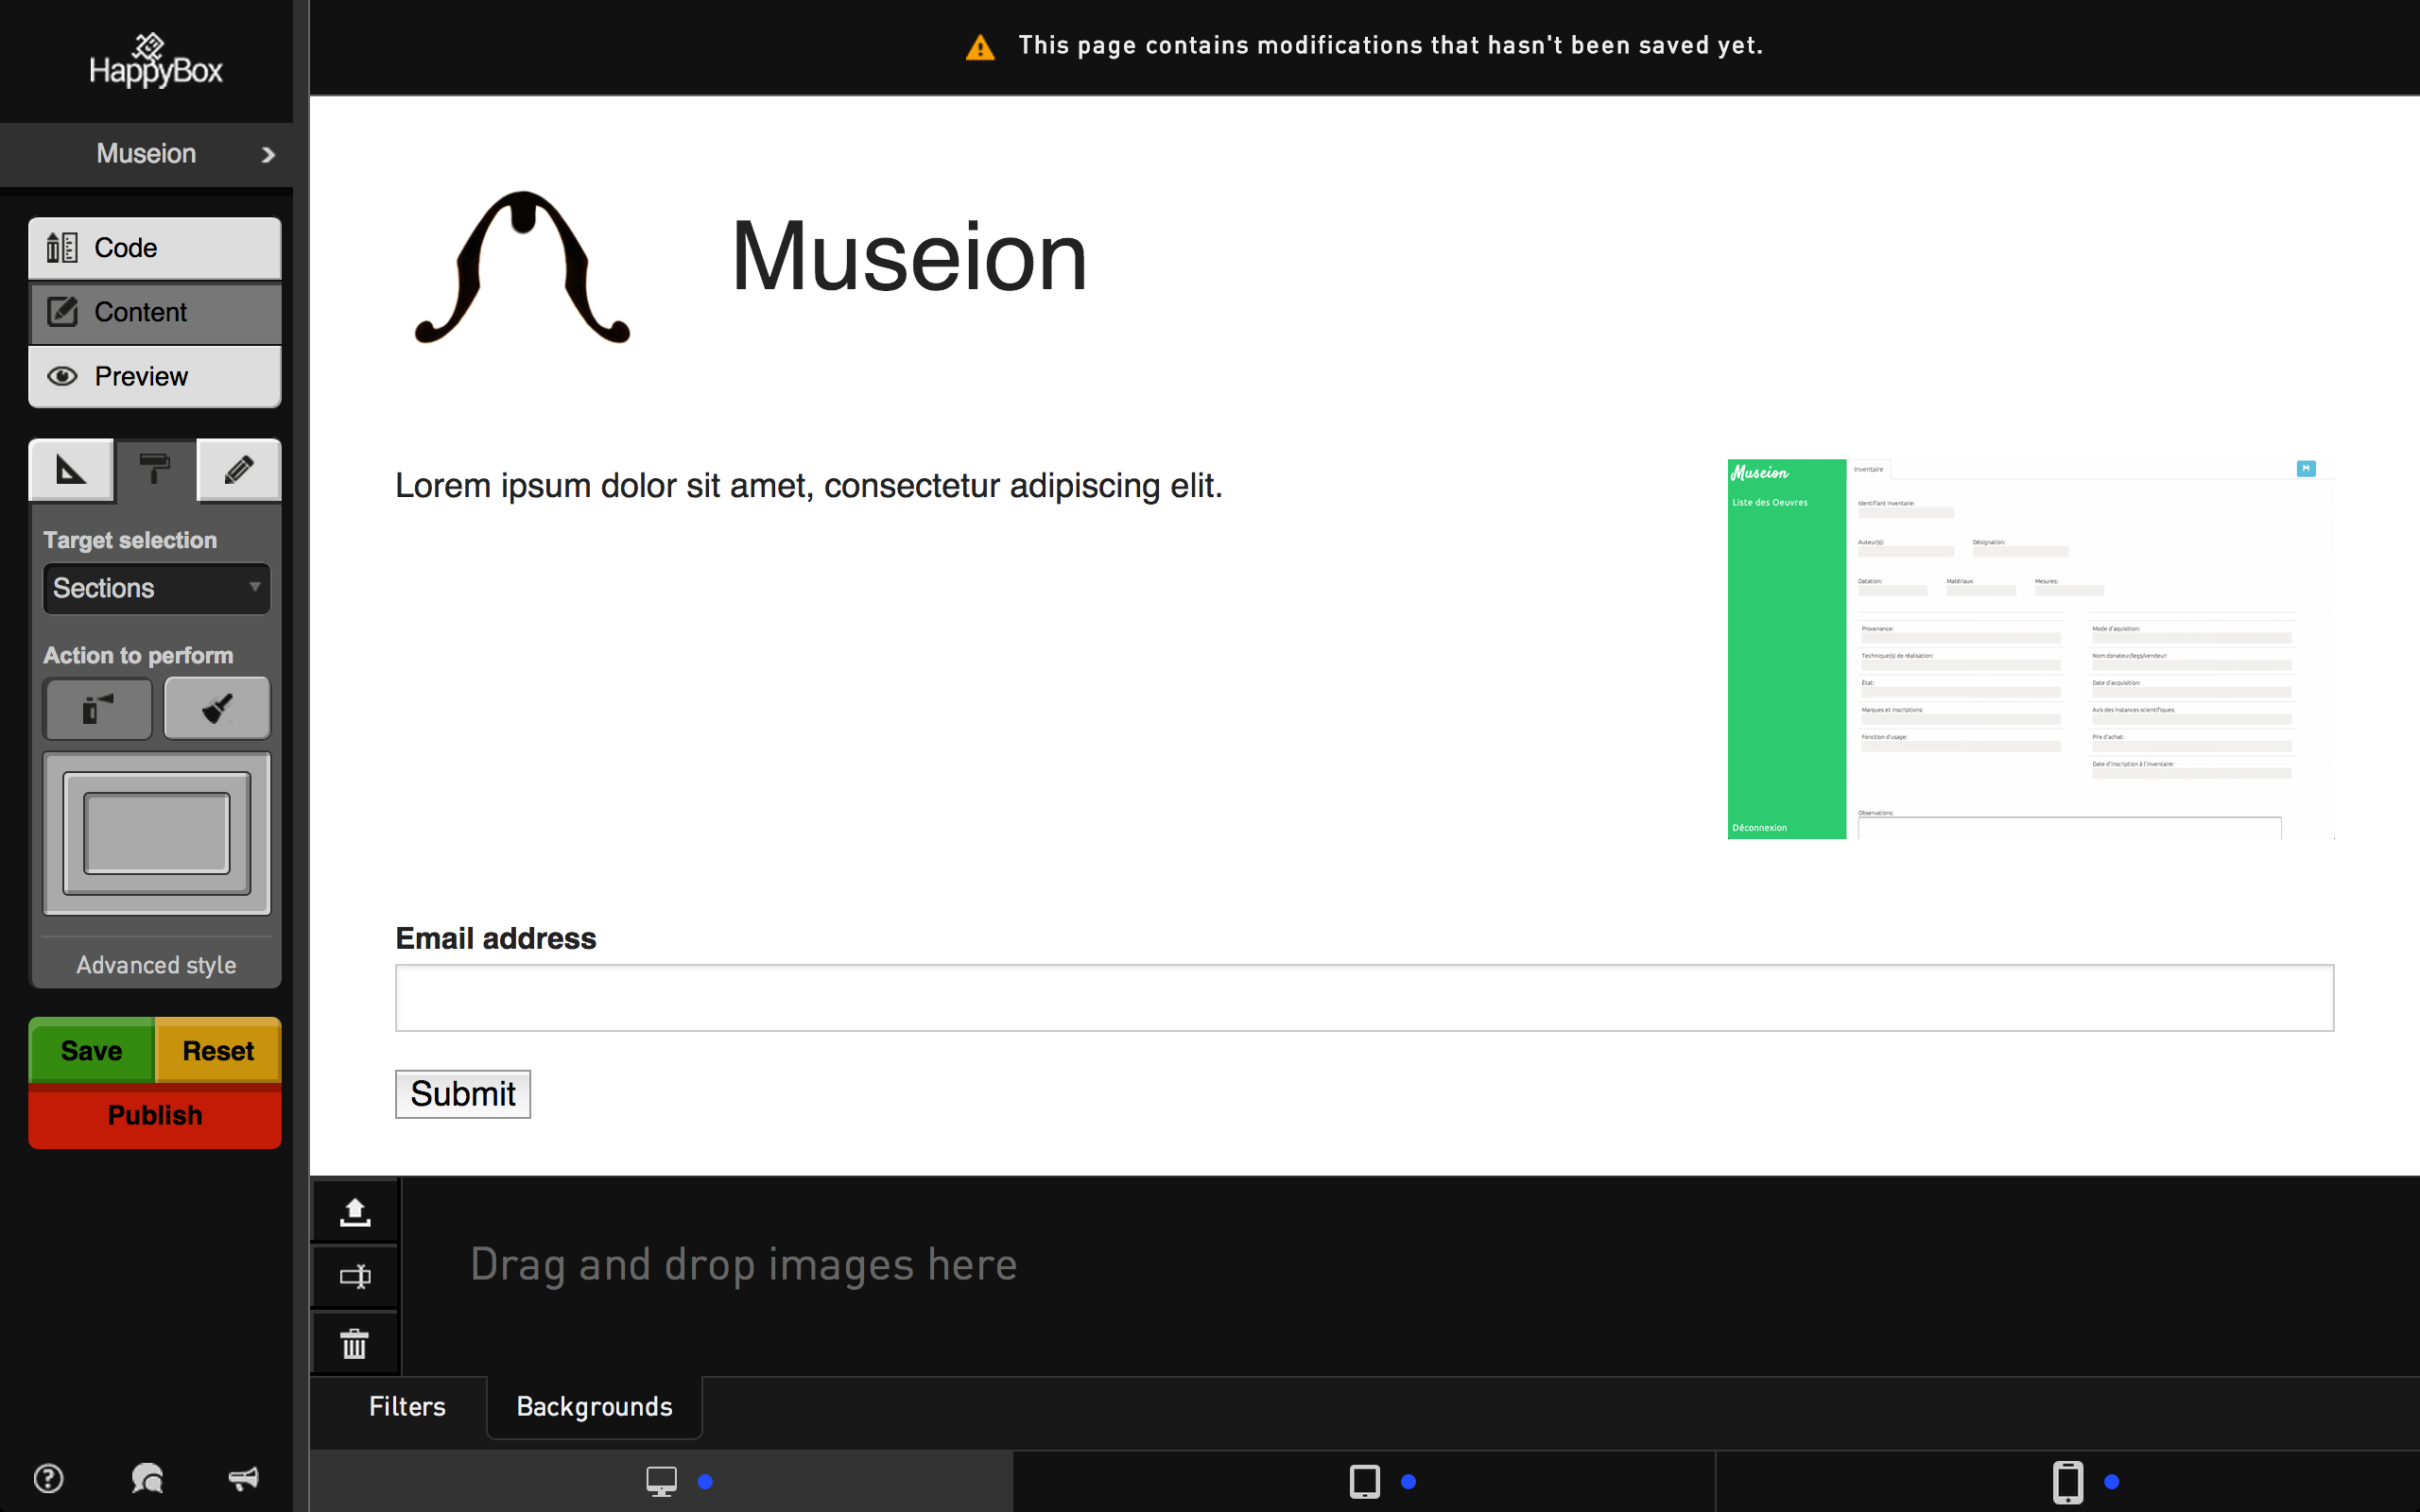 HappyBox
This page contains modifications that hasn't been saved yet.
Museion
Code
Content
Preview
Target selection
Sections
Action to perform
Advanced style
Save
Reset
Publish
Museion
Lorem ipsum dolor sit amet, consectetur adipiscing elit.
Museion
Liste des Oeuvres
Déconnexion
Inventaire
Identifiant Inventaire:
Auteur(s):
Désignation:
Datation:
Matériaux:
Mesures:
Provenance:
Mode d'aquisition:
Technique(s) de réalisation:
Nom donateur/legs/vendeur:
État:
Date d'acquisition:
Marques et inscriptions:
Avis des instances scientifiques:
Fonction d'usage:
Prix d'achat:
Date d'inscription à l'inventaire:
Observations:
Email address
Submit
Drag and drop images here
Filters
Backgrounds